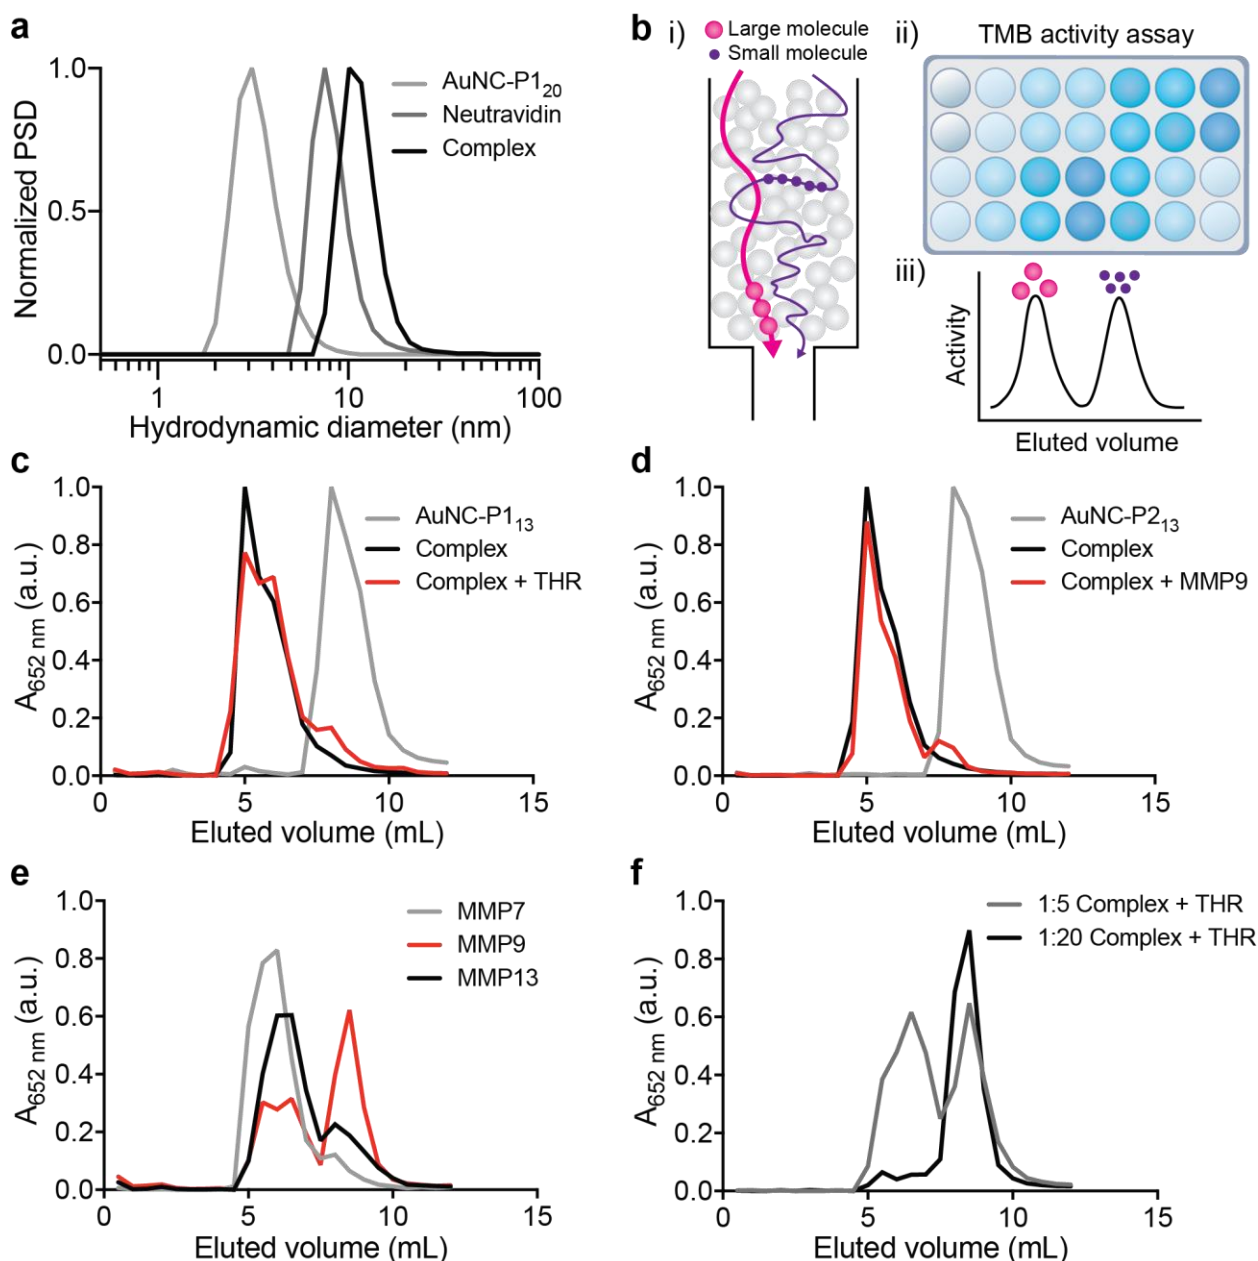 a
1.0
0.5
0.0
Normalized PSD
1
10
100
Hydrodynamic diameter (nm)
AuNC-P1₂₀
Neutravidin
Complex
b
i)
Large molecule
Small molecule
ii)
TMB activity assay
iii)
Activity
Eluted volume
c
1.0
0.8
0.6
0.4
0.2
0.0
A₆₅₂ ₙₘ (a.u.)
0
5
10
15
Eluted volume (mL)
AuNC-P1₁₃
Complex
Complex + THR
d
1.0
0.8
0.6
0.4
0.2
0.0
A₆₅₂ ₙₘ (a.u.)
0
5
10
15
Eluted volume (mL)
AuNC-P2₁₃
Complex
Complex + MMP9
e
1.0
0.8
0.6
0.4
0.2
0.0
A₆₅₂ ₙₘ (a.u.)
0
5
10
15
Eluted volume (mL)
MMP7
MMP9
MMP13
f
1.0
0.8
0.6
0.4
0.2
0.0
A₆₅₂ ₙₘ (a.u.)
0
5
10
15
Eluted volume (mL)
1:5 Complex + THR
1:20 Complex + THR